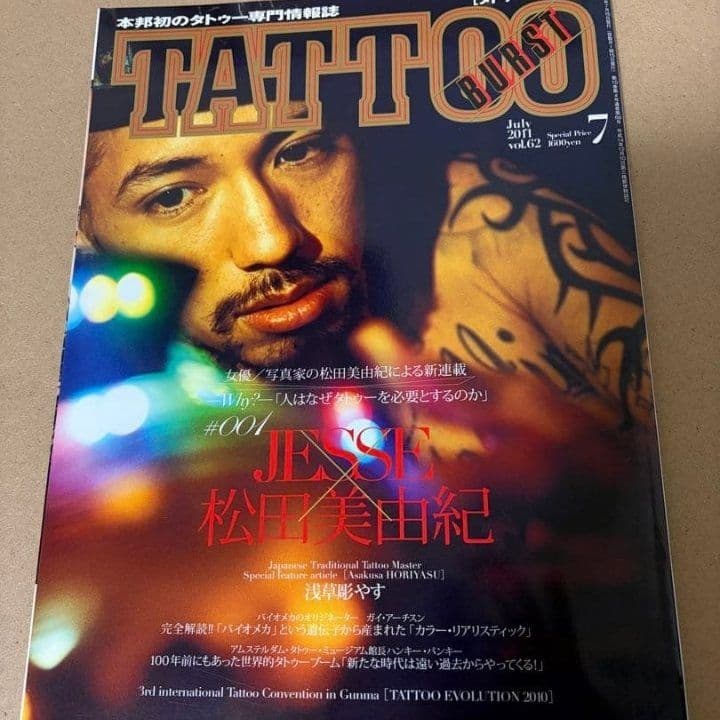 本邦初のタトゥー専門情報誌
TATTOO
BURST
July
2011
vol.62
Special Price
1600yen
7
女優／写真家の松田美由紀による新連載
—Why?—「人はなぜタトゥーを必要とするのか」
#001
JESSE
×
松田美由紀
Japanese Traditional Tattoo Master
Special feature article [Asakusa HORIYASU]
浅草彫やす
バイオメカのオリジネーター　ガイ・アーチスン
完全解読!!「バイオメカ」という遺伝子から産まれた「カラー・リアリスティック」
アムステルダム・タトゥー・ミュージアム館長ハンキー・パンキー
100年前にもあった世界的タトゥーブーム「新たな時代は遠い過去からやってくる!」
3rd international Tattoo Convention in Gunma [TATTOO EVOLUTION 2010]